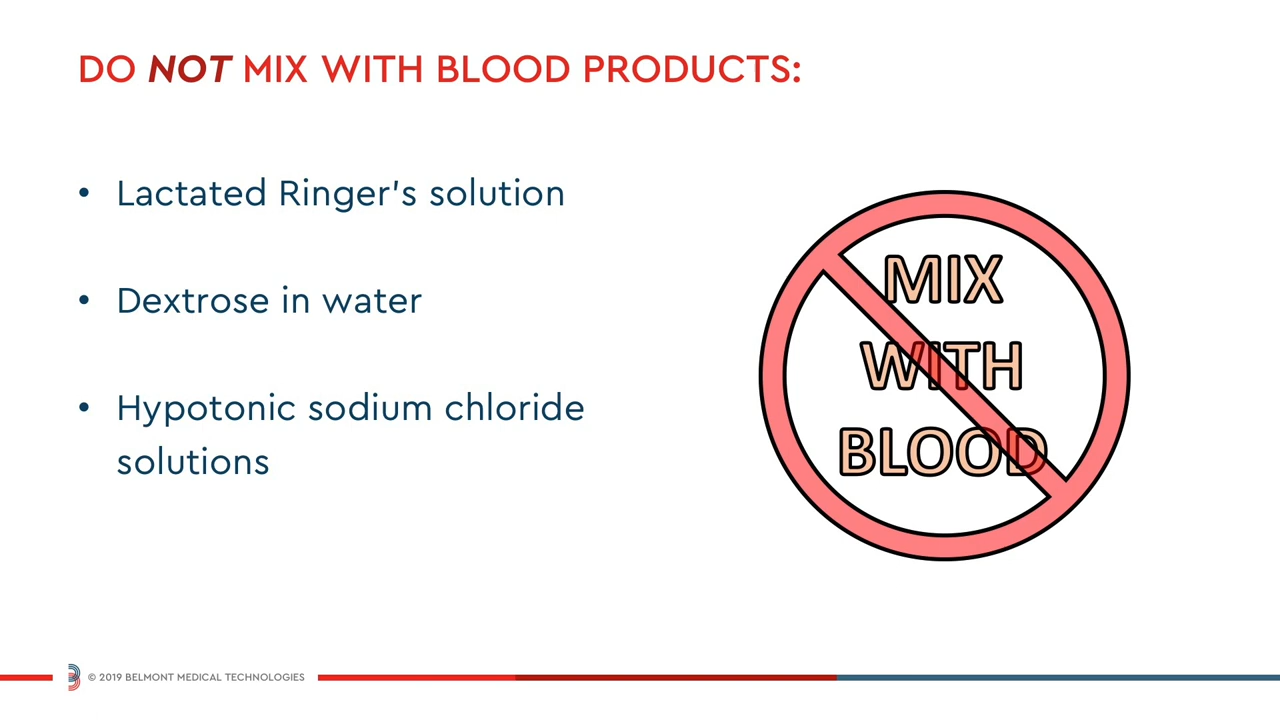 DO NOT MIX WITH BLOOD PRODUCTS:
• Lactated Ringer's solution
• Dextrose in water
• Hypotonic sodium chloride
solutions
MIX
WITH
BLOOD
© 2019 BELMONT MEDICAL TECHNOLOGIES